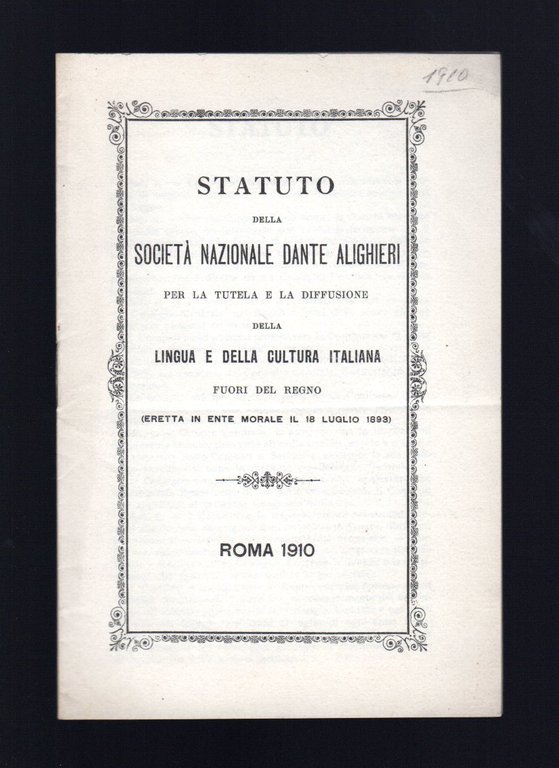 1910
STATUTO
DELLA
SOCIETÀ NAZIONALE DANTE ALIGHIERI
PER LA TUTELA E LA DIFFUSIONE
DELLA
LINGUA E DELLA CULTURA ITALIANA
FUORI DEL REGNO
(ERETTA IN ENTE MORALE IL 18 LUGLIO 1893)
ROMA 1910